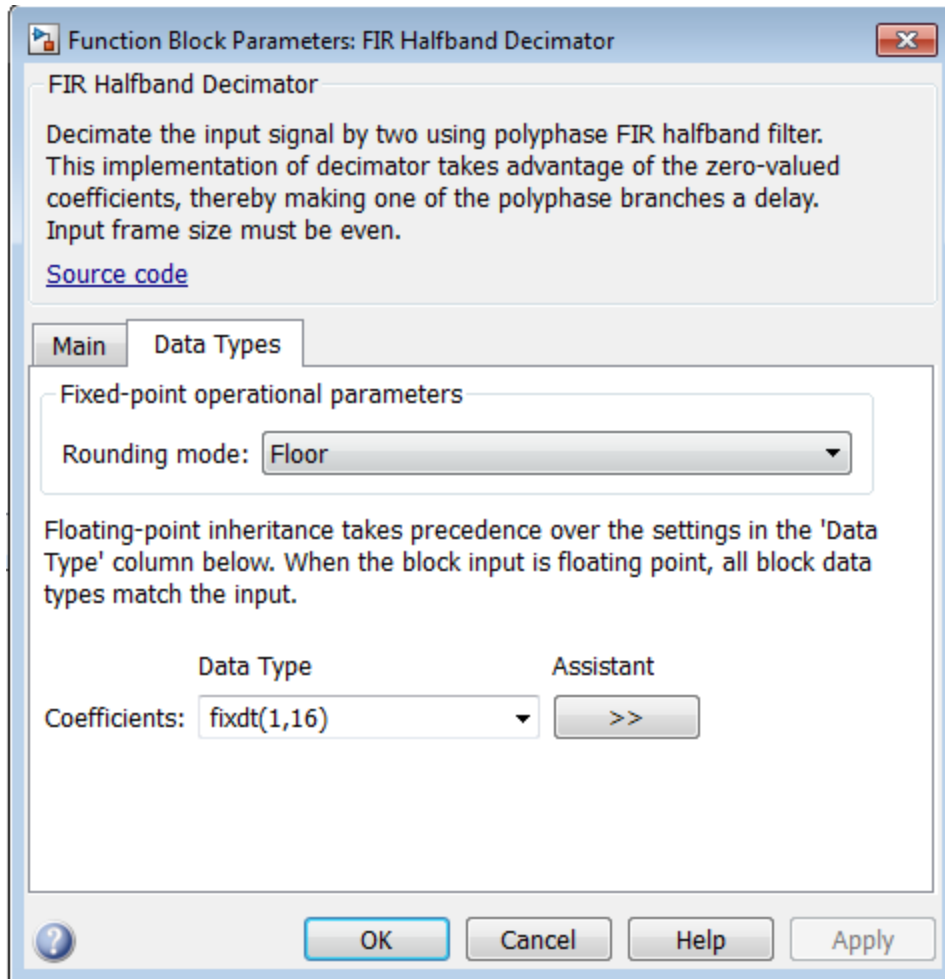 Function Block Parameters: FIR Halfband Decimator
FIR Halfband Decimator
Decimate the input signal by two using polyphase FIR halfband filter.
This implementation of decimator takes advantage of the zero-valued
coefficients, thereby making one of the polyphase branches a delay.
Input frame size must be even.
Source code
Main Data Types
Fixed-point operational parameters
Rounding mode: Floor
Floating-point inheritance takes precedence over the settings in the 'Data
Type' column below. When the block input is floating point, all block data
types match the input.
Data Type Assistant
Coefficients: fixdt(1,16) >>
OK Cancel Help Apply